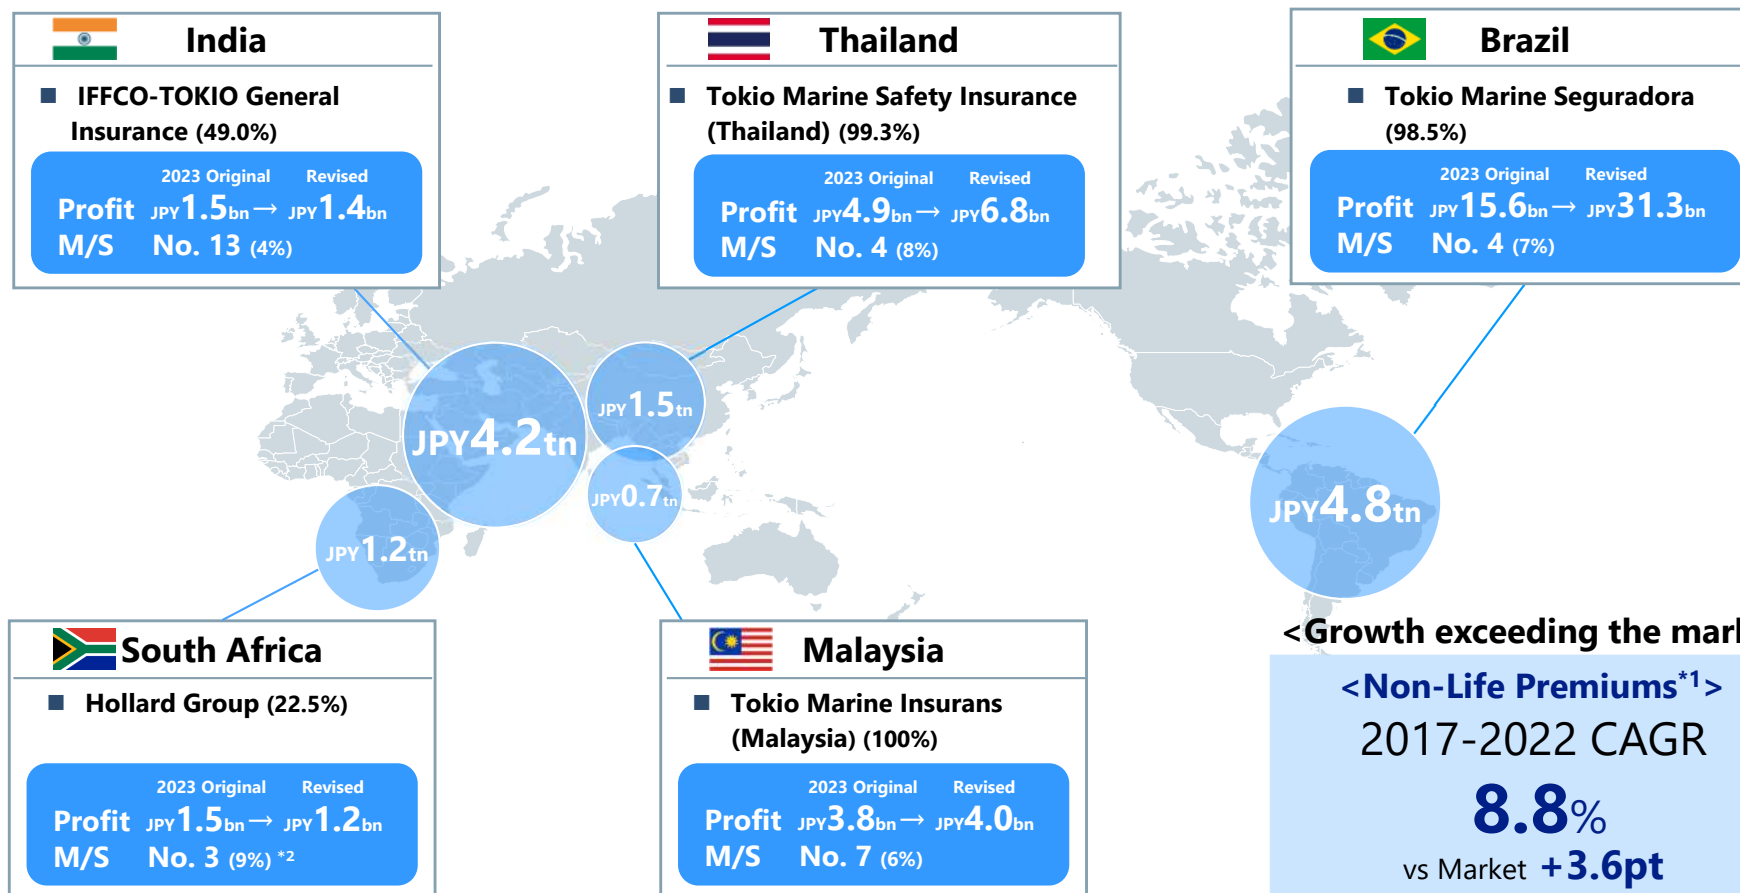 India
■ IFFCO-TOKIO General
Insurance (49.0%)
2023 Original Revised
Profit JPY1.5bn → JPY1.4bn
M/S No. 13 (4%)
Thailand
■ Tokio Marine Safety Insurance
(Thailand) (99.3%)
2023 Original Revised
Profit JPY4.9bn → JPY6.8bn
M/S No. 4 (8%)
Brazil
■ Tokio Marine Seguradora
(98.5%)
2023 Original Revised
Profit JPY15.6bn → JPY31.3bn
M/S No. 4 (7%)
JPY4.2tn
JPY1.5tn
JPY0.7tn
JPY1.2tn
JPY4.8tn
South Africa
■ Hollard Group (22.5%)
2023 Original Revised
Profit JPY1.5bn → JPY1.2bn
M/S No. 3 (9%) *2
Malaysia
■ Tokio Marine Insurans
(Malaysia) (100%)
2023 Original Revised
Profit JPY3.8bn → JPY4.0bn
M/S No. 7 (6%)
<Growth exceeding the mar
<Non-Life Premiums*1>
2017-2022 CAGR
8.8%
vs Market +3.6pt